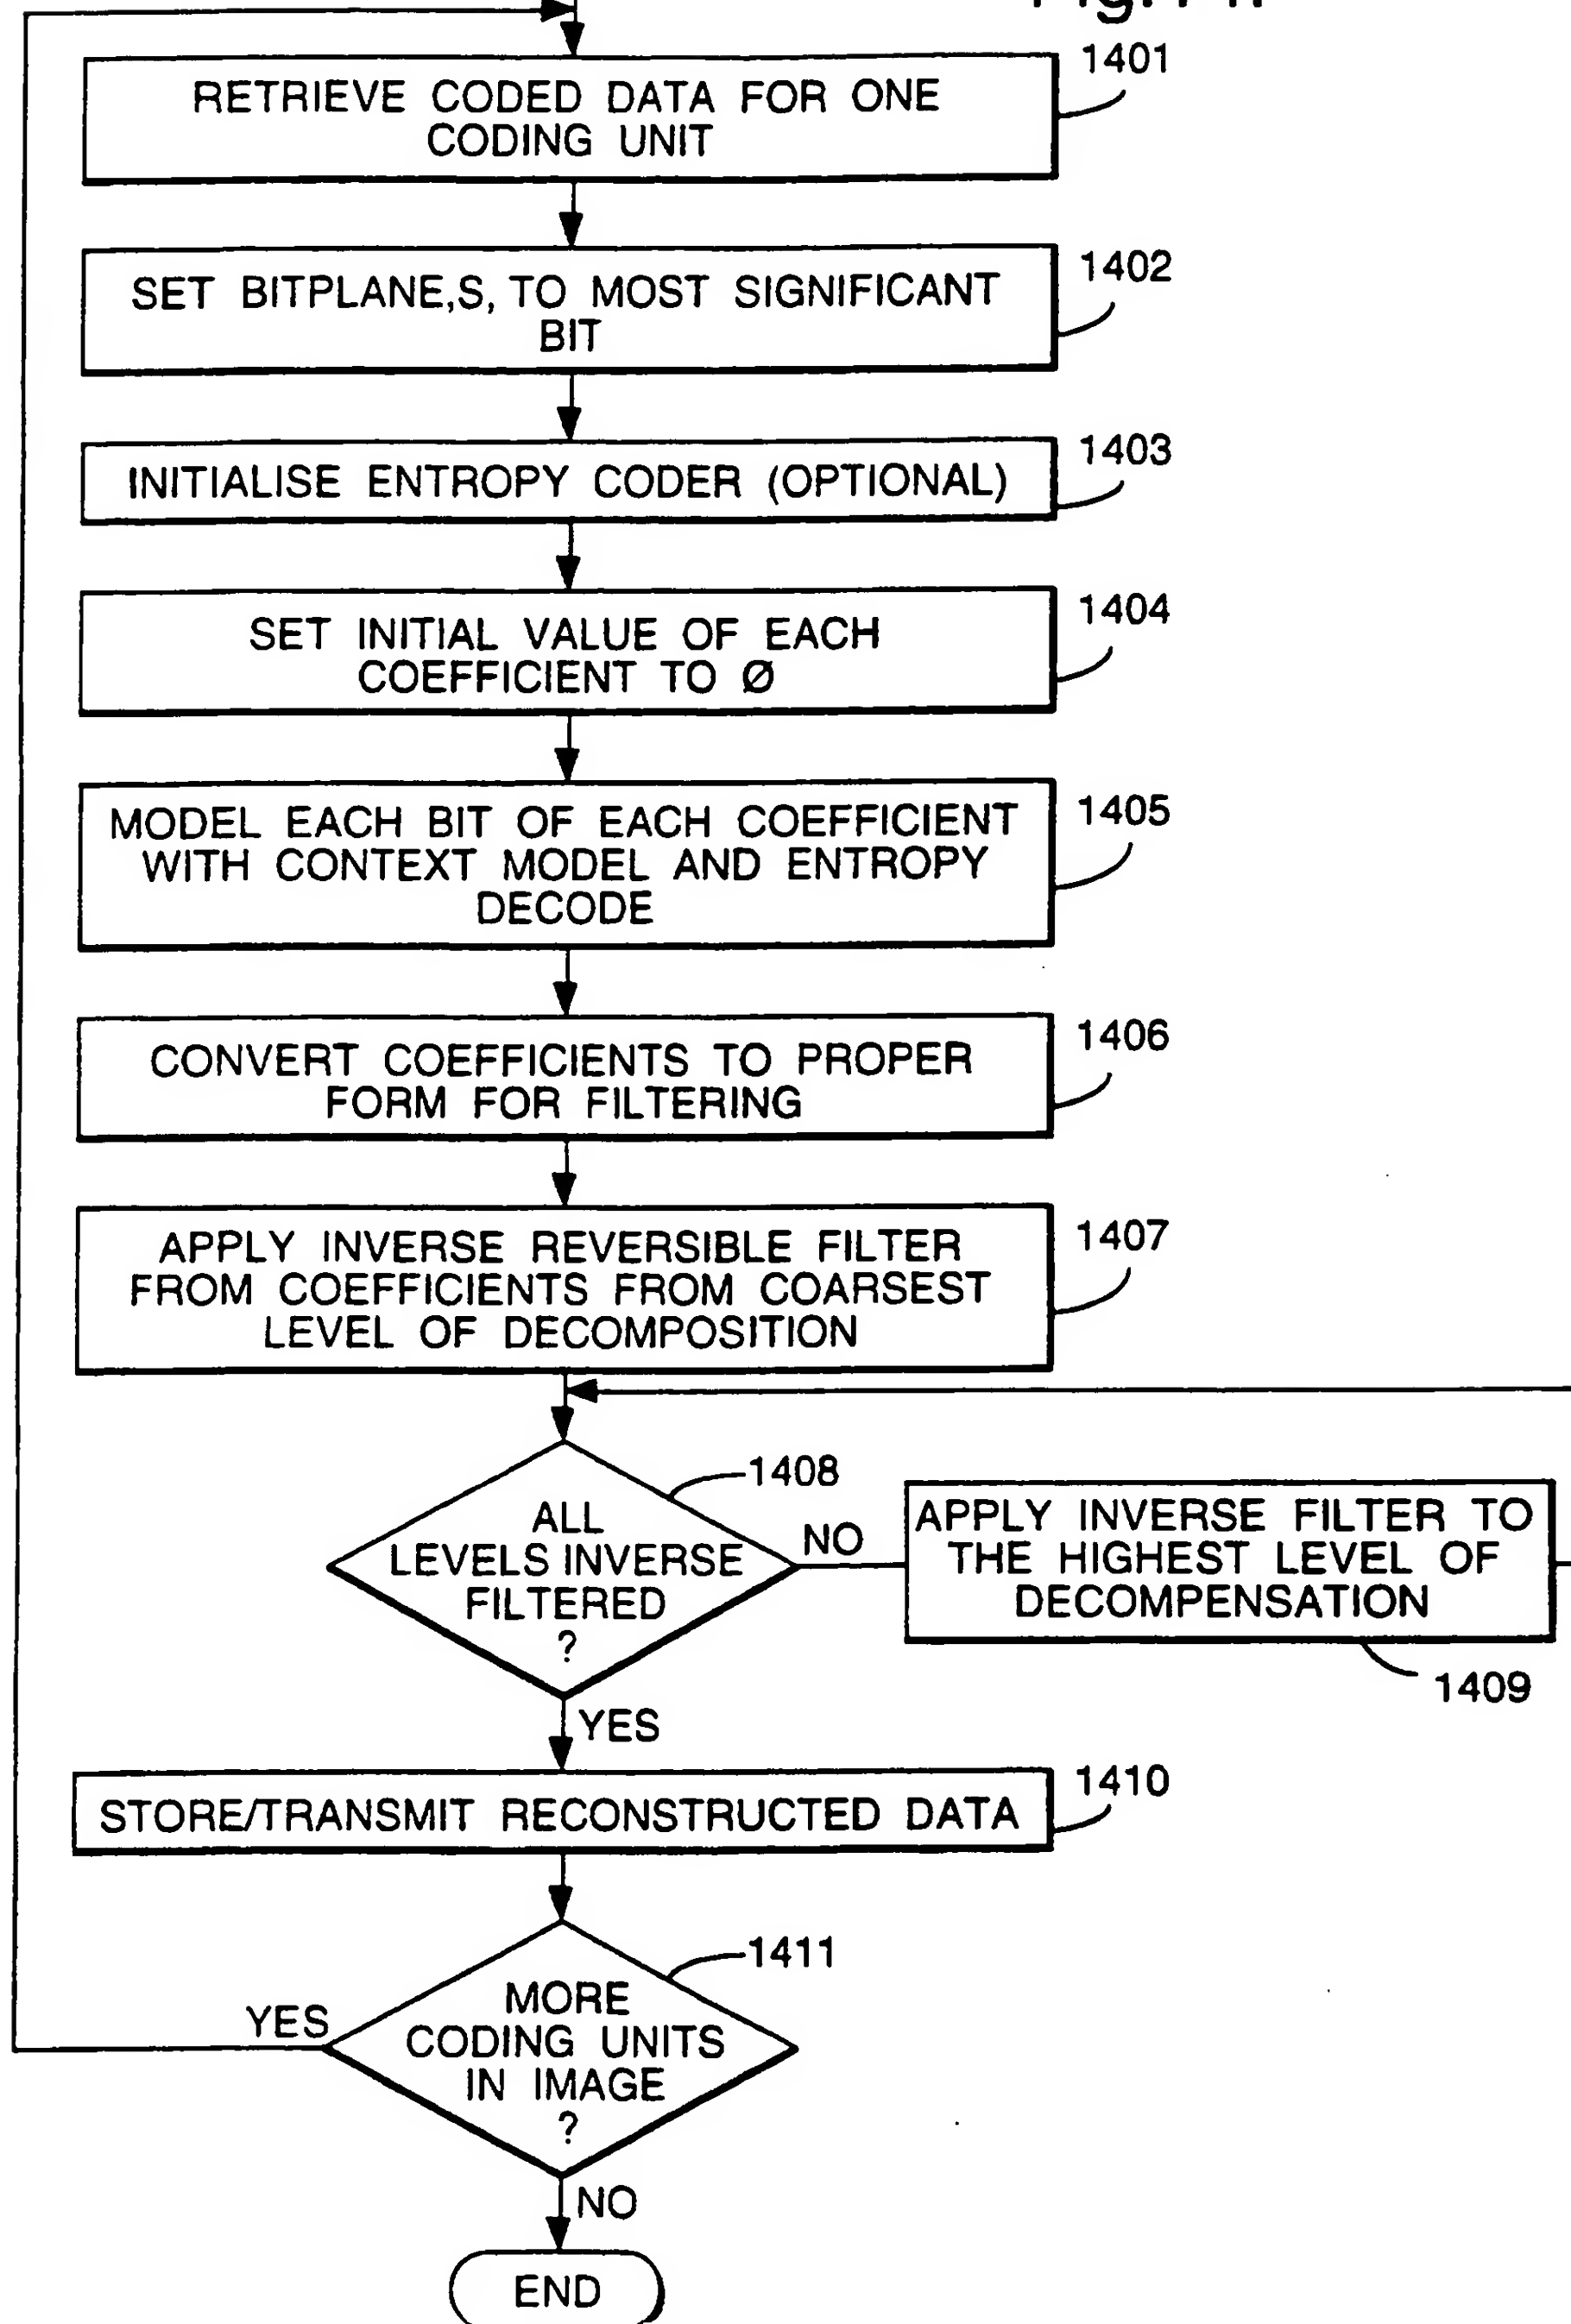 1401
RETRIEVE CODED DATA FOR ONE
CODING UNIT
1402
SET BITPLANE,S, TO MOST SIGNIFICANT
BIT
1403
INITIALISE ENTROPY CODER (OPTIONAL)
1404
SET INITIAL VALUE OF EACH
COEFFICIENT TO Ø
1405
MODEL EACH BIT OF EACH COEFFICIENT
WITH CONTEXT MODEL AND ENTROPY
DECODE
1406
CONVERT COEFFICIENTS TO PROPER
FORM FOR FILTERING
1407
APPLY INVERSE REVERSIBLE FILTER
FROM COEFFICIENTS FROM COARSEST
LEVEL OF DECOMPOSITION
1408
ALL
LEVELS INVERSE
FILTERED
?
NO
APPLY INVERSE FILTER TO
THE HIGHEST LEVEL OF
DECOMPENSATION
1409
YES
1410
STORE/TRANSMIT RECONSTRUCTED DATA
1411
MORE
CODING UNITS
IN IMAGE
?
YES
NO
END